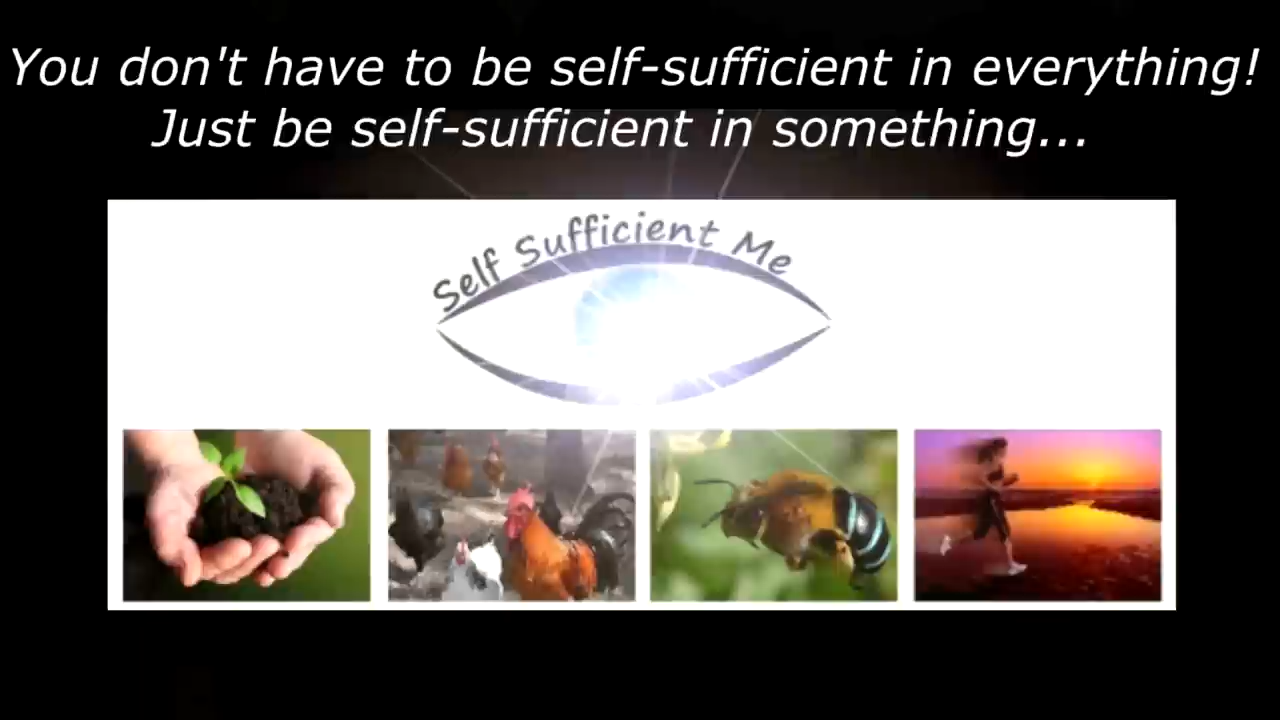 You don't have to be self-sufficient in everything!
Just be self-sufficient in something...
Self Sufficient Me